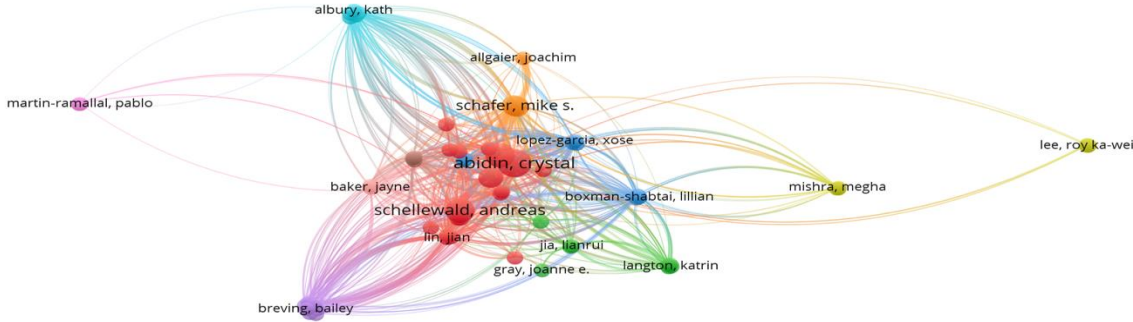 albury, kath
allgaier, joachim
martin-ramallal, pablo
schafer, mike s.
lopez-garcia, xose
lee, roy ka-wei
abidin, crystal
baker, jayne
mishra, megha
boxman-shabtai, lillian
schellewald, andreas
lin, jian
jia, lianrui
gray, joanne e.
langton, katrin
breving, bailey